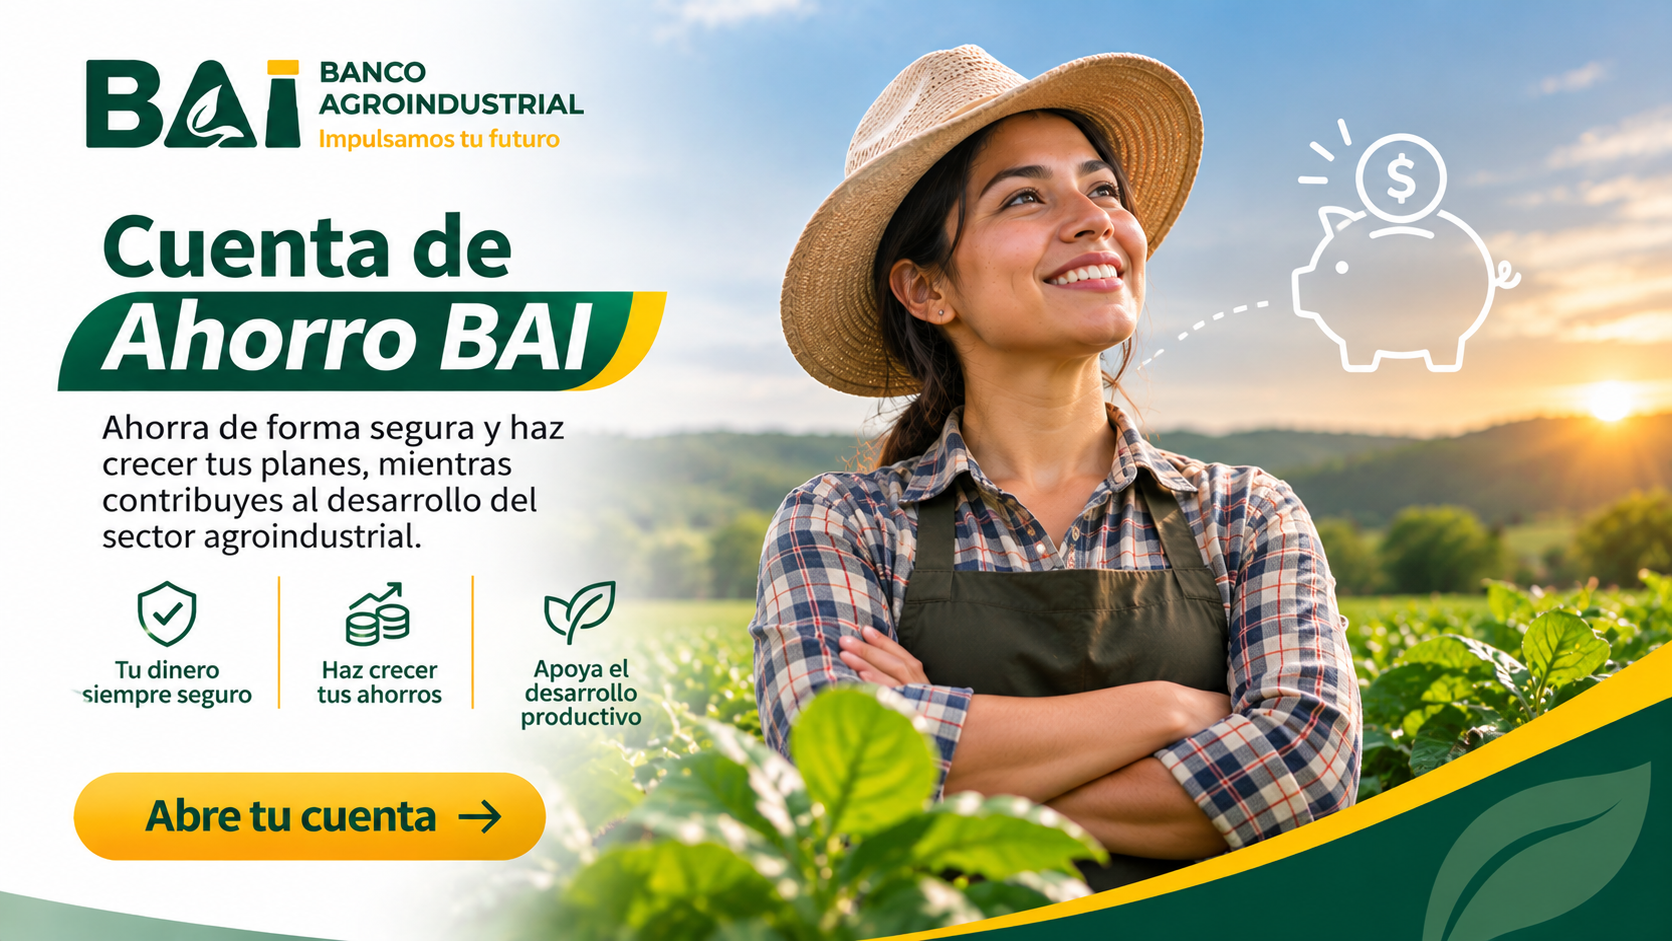 BAI
BANCO
AGROINDUSTRIAL
Impulsamos tu futuro
Cuenta de
Ahorro BAI
Ahorra de forma segura y haz
crecer tus planes, mientras
contribuyes al desarrollo del
sector agroindustrial.
Tu dinero
siempre seguro
Haz crecer
tus ahorros
Apoya el
desarrollo
productivo
Abre tu cuenta →
$